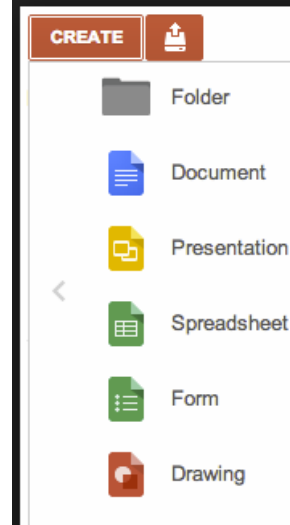 CREATE
Folder
Document
Presentation
Spreadsheet
Form
Drawing